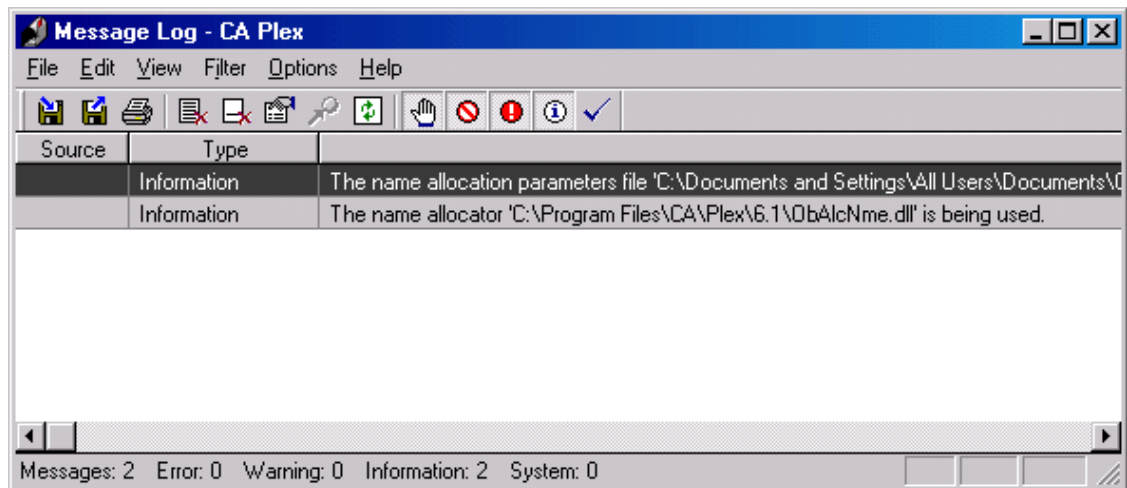 Message Log - CA Plex
File Edit View Filter Options Help
Source Type
Information The name allocation parameters file 'C:\Documents and Settings\All Users\Documents\
Information The name allocator 'C:\Program Files\CA\Plex\6.1\ObAlcNme.dll' is being used.
Messages: 2 Error: 0 Warning: 0 Information: 2 System: 0